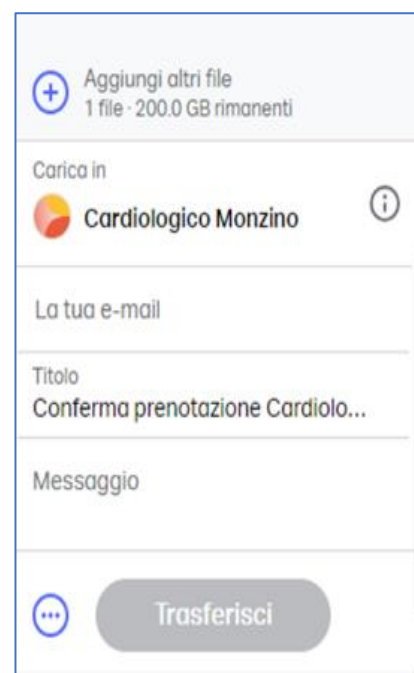 Aggiungi altri file
1 file · 200.0 GB rimanenti
Carica in
Cardiologico Monzino
La tua e-mail
Titolo
Conferma prenotazione Cardiolo...
Messaggio
Trasferisci